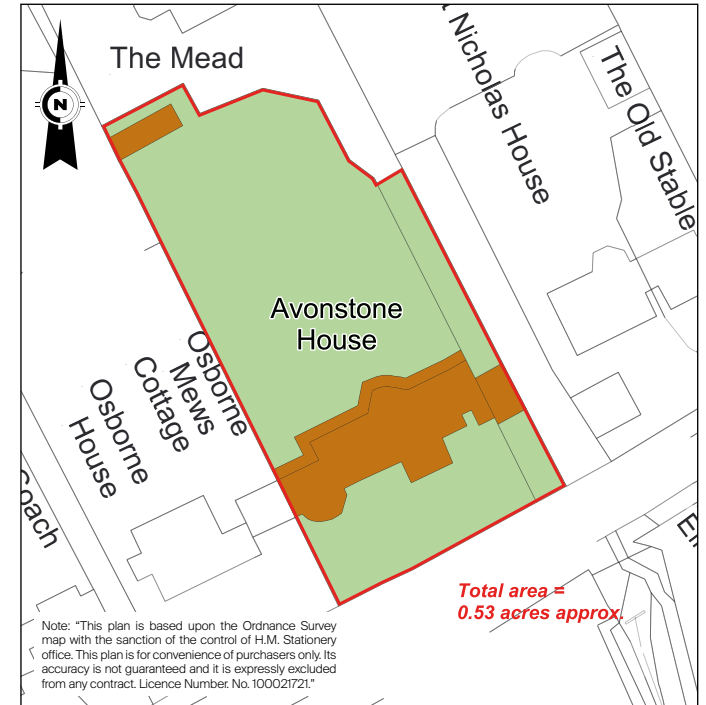 The Mead
N
Nicholas House
The Old Stable
Avonstone
House
Osborne
Mews
Cottage
Osborne
House
Coach
Total area =
0.53 acres approx.
Note: “This plan is based upon the Ordnance Survey
map with the sanction of the control of H.M. Stationery
office. This plan is for convenience of purchasers only. Its
accuracy is not guaranteed and it is expressly excluded
from any contract. Licence Number. No. 100021721.”